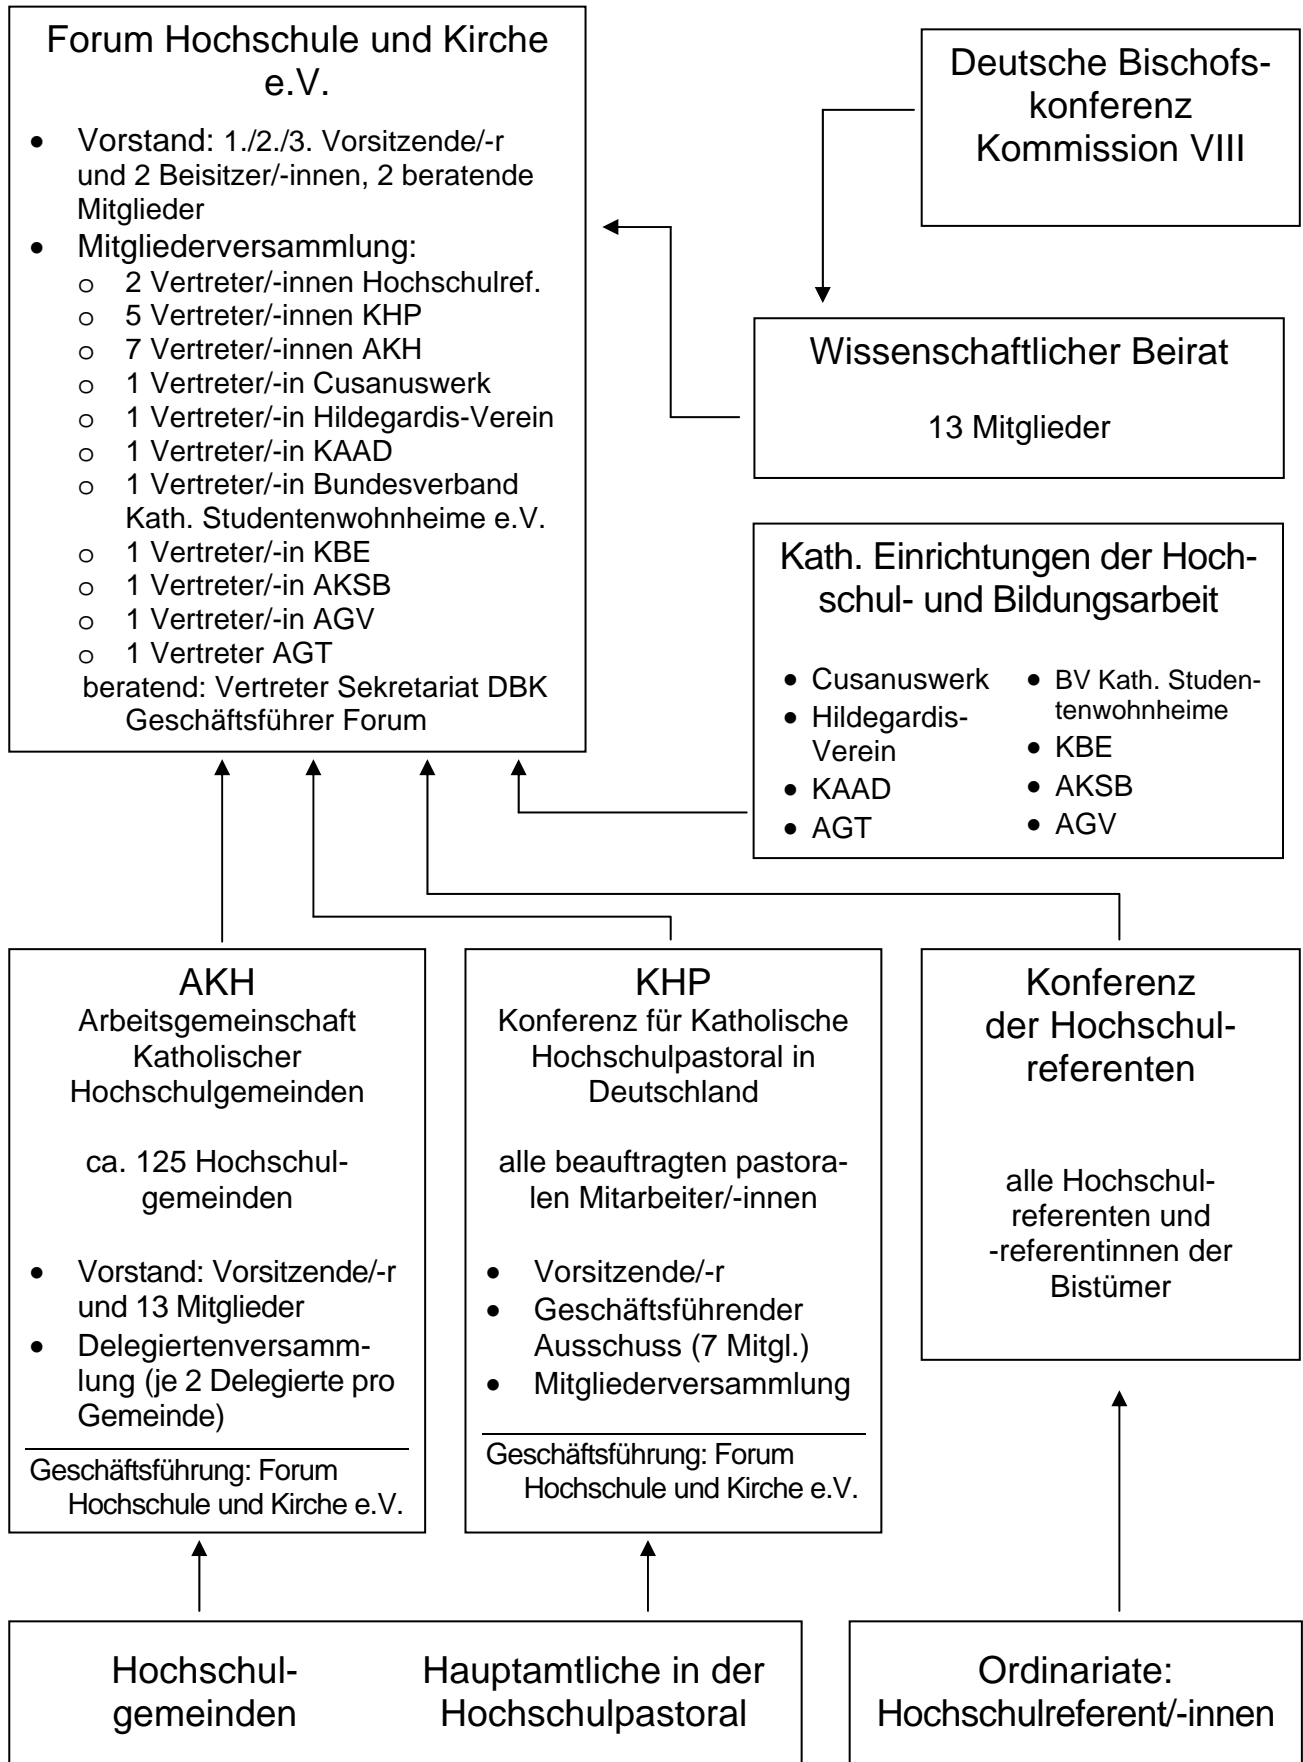 Forum Hochschule und Kirche
e.V.
• Vorstand: 1./2./3. Vorsitzende/-r
und 2 Beisitzer/-innen, 2 beratende
Mitglieder
• Mitgliederversammlung:
o 2 Vertreter/-innen Hochschulref.
o 5 Vertreter/-innen KHP
o 7 Vertreter/-innen AKH
o 1 Vertreter/-in Cusanuswerk
o 1 Vertreter/-in Hildegardis-Verein
o 1 Vertreter/-in KAAD
o 1 Vertreter/-in Bundesverband
Kath. Studentenwohnheime e.V.
o 1 Vertreter/-in KBE
o 1 Vertreter/-in AKSB
o 1 Vertreter/-in AGV
o 1 Vertreter AGT
beratend: Vertreter Sekretariat DBK
Geschäftsführer Forum
Deutsche Bischofs-
konferenz
Kommission VIII
Wissenschaftlicher Beirat
13 Mitglieder
Kath. Einrichtungen der Hoch-
schul- und Bildungsarbeit
• Cusanuswerk
• Hildegardis-
Verein
• KAAD
• AGT
• BV Kath. Studen-
tenwohnheime
• KBE
• AKSB
• AGV
AKH
Arbeitsgemeinschaft
Katholischer
Hochschulgemeinden
ca. 125 Hochschul-
gemeinden
• Vorstand: Vorsitzende/-r
und 13 Mitglieder
• Delegiertenversamm-
lung (je 2 Delegierte pro
Gemeinde)
Geschäftsführung: Forum
Hochschule und Kirche e.V.
KHP
Konferenz für Katholische
Hochschulpastoral in
Deutschland
alle beauftragten pastora-
len Mitarbeiter/-innen
• Vorsitzende/-r
• Geschäftsführender
Ausschuss (7 Mitgl.)
• Mitgliederversammlung
Geschäftsführung: Forum
Hochschule und Kirche e.V.
Konferenz
der Hochschul-
referenten
alle Hochschul-
referenten und
-referentinnen der
Bistümer
Hochschul-
gemeinden
Hauptamtliche in der
Hochschulpastoral
Ordinariate:
Hochschulreferent/-innen